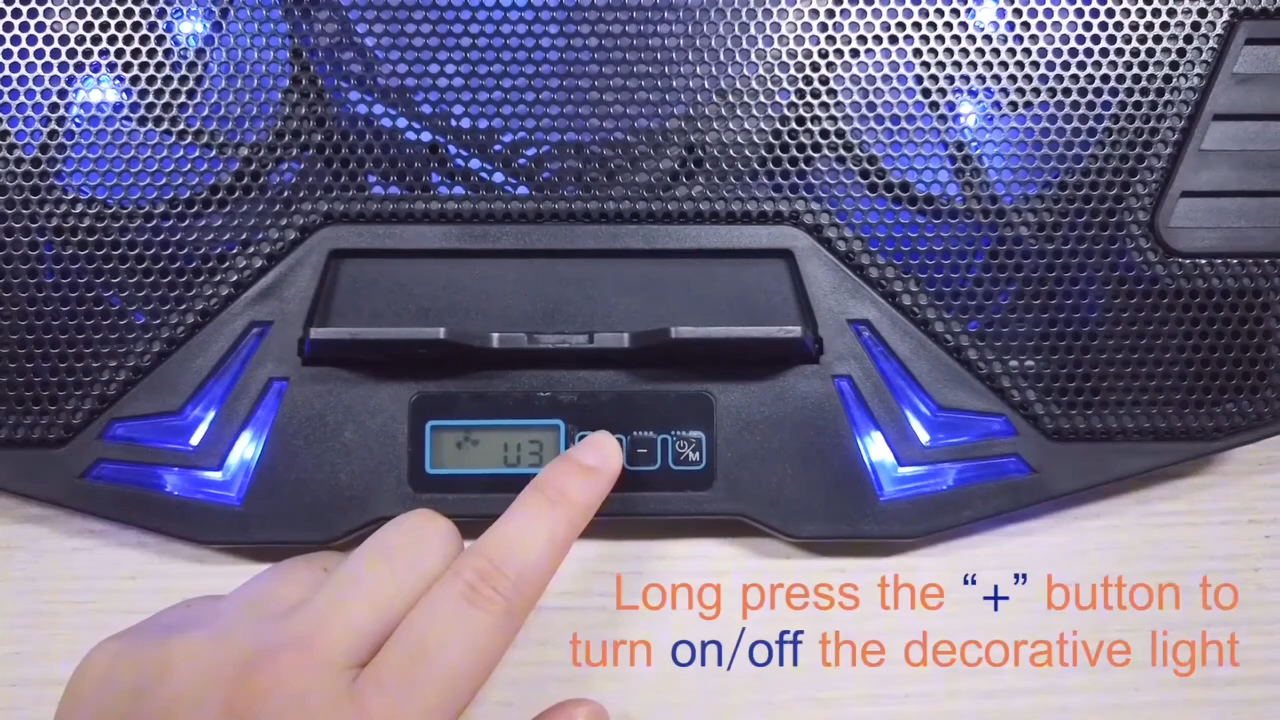 U3
−
/M
Long press the “+” button to
turn on/off the decorative light